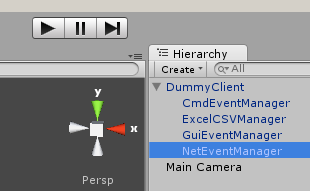 Hierarchy
Create
All
DummyClient
CmdEventManager
ExcelCSVManager
GuiEventManager
NetEventManager
Main Camera
y
x
Persp